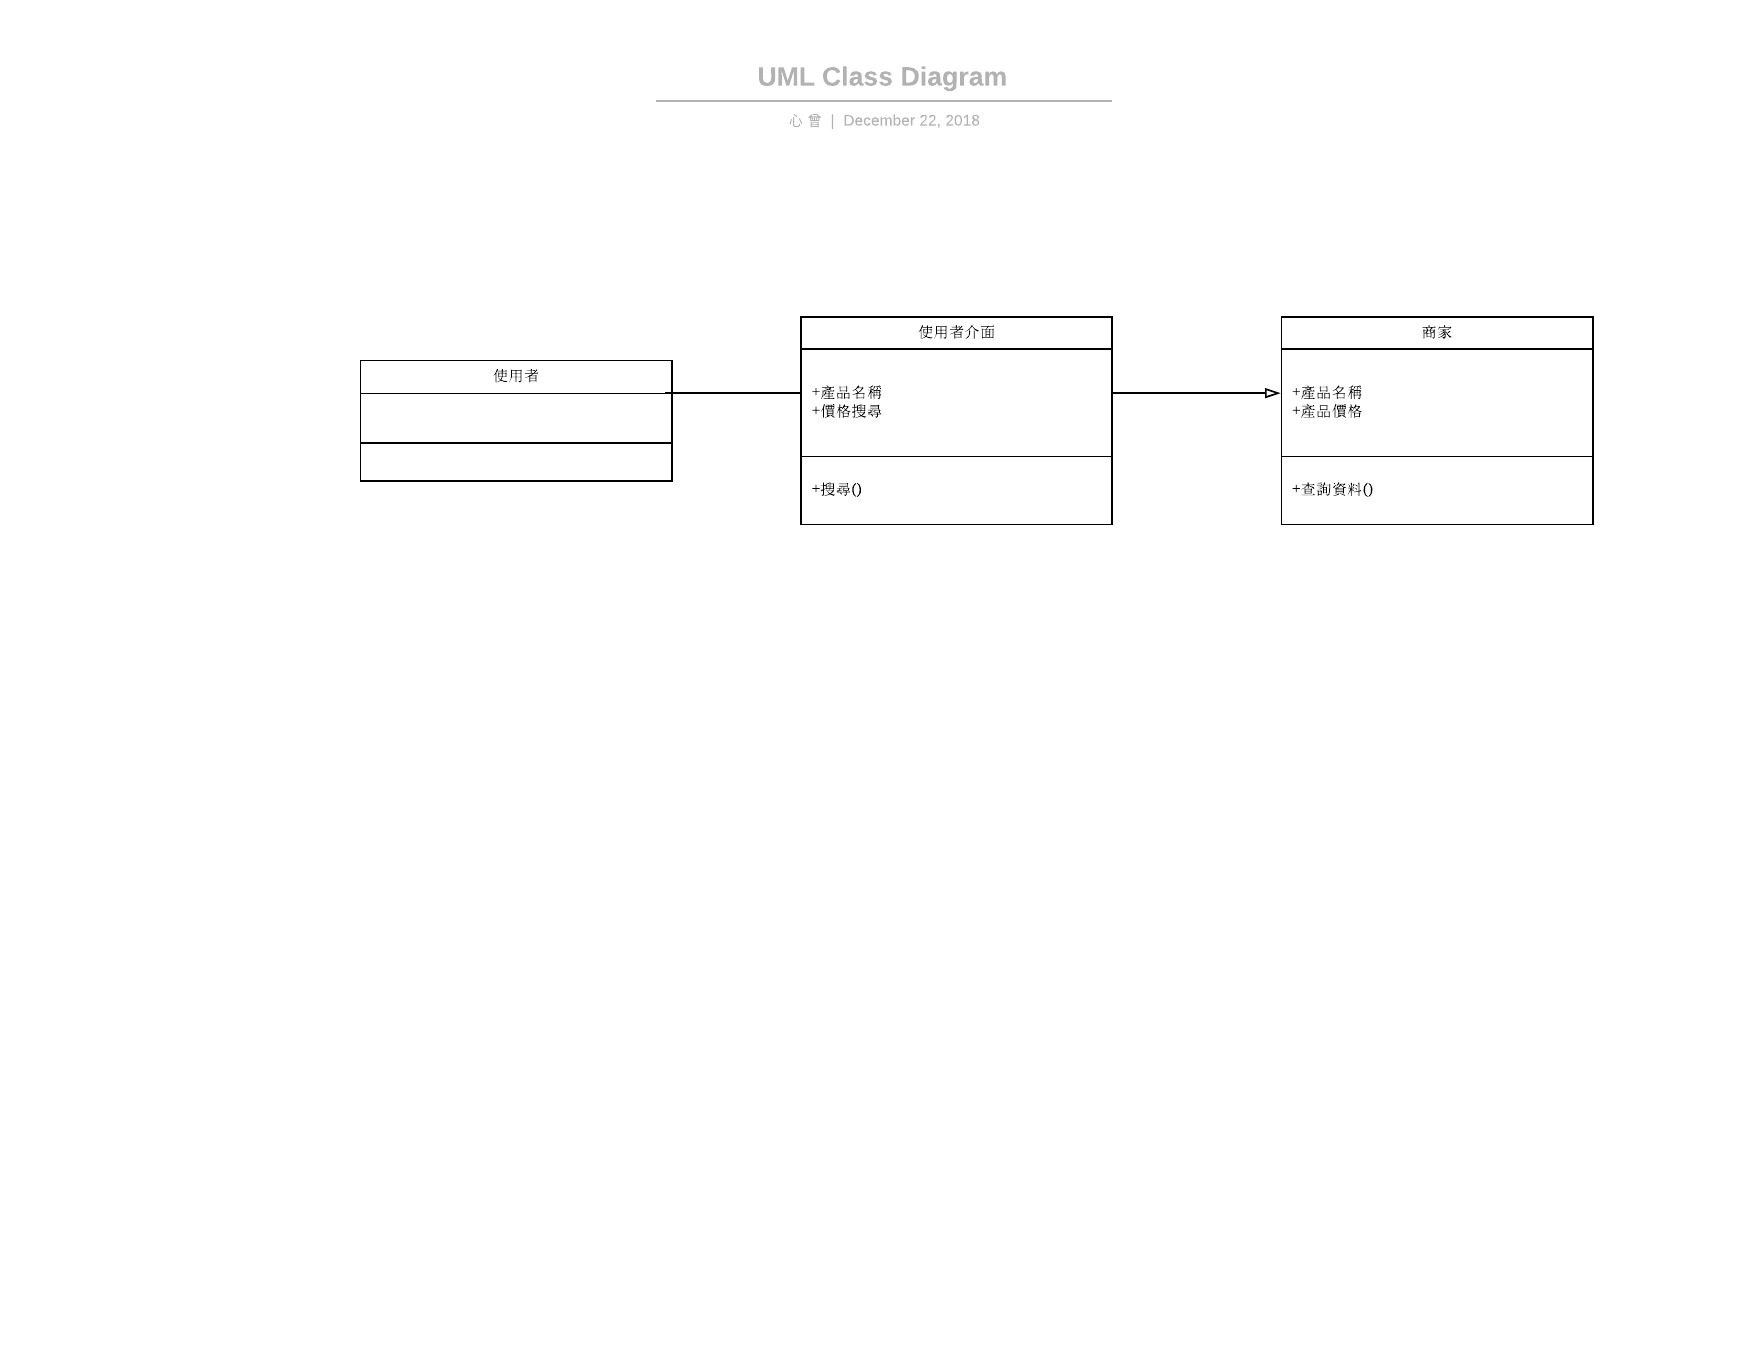 UML Class Diagram
心 曾 | December 22, 2018
使用者
使用者介面
+產品名稱
+價格搜尋
+搜尋()
商家
+產品名稱
+產品價格
+查詢資料()